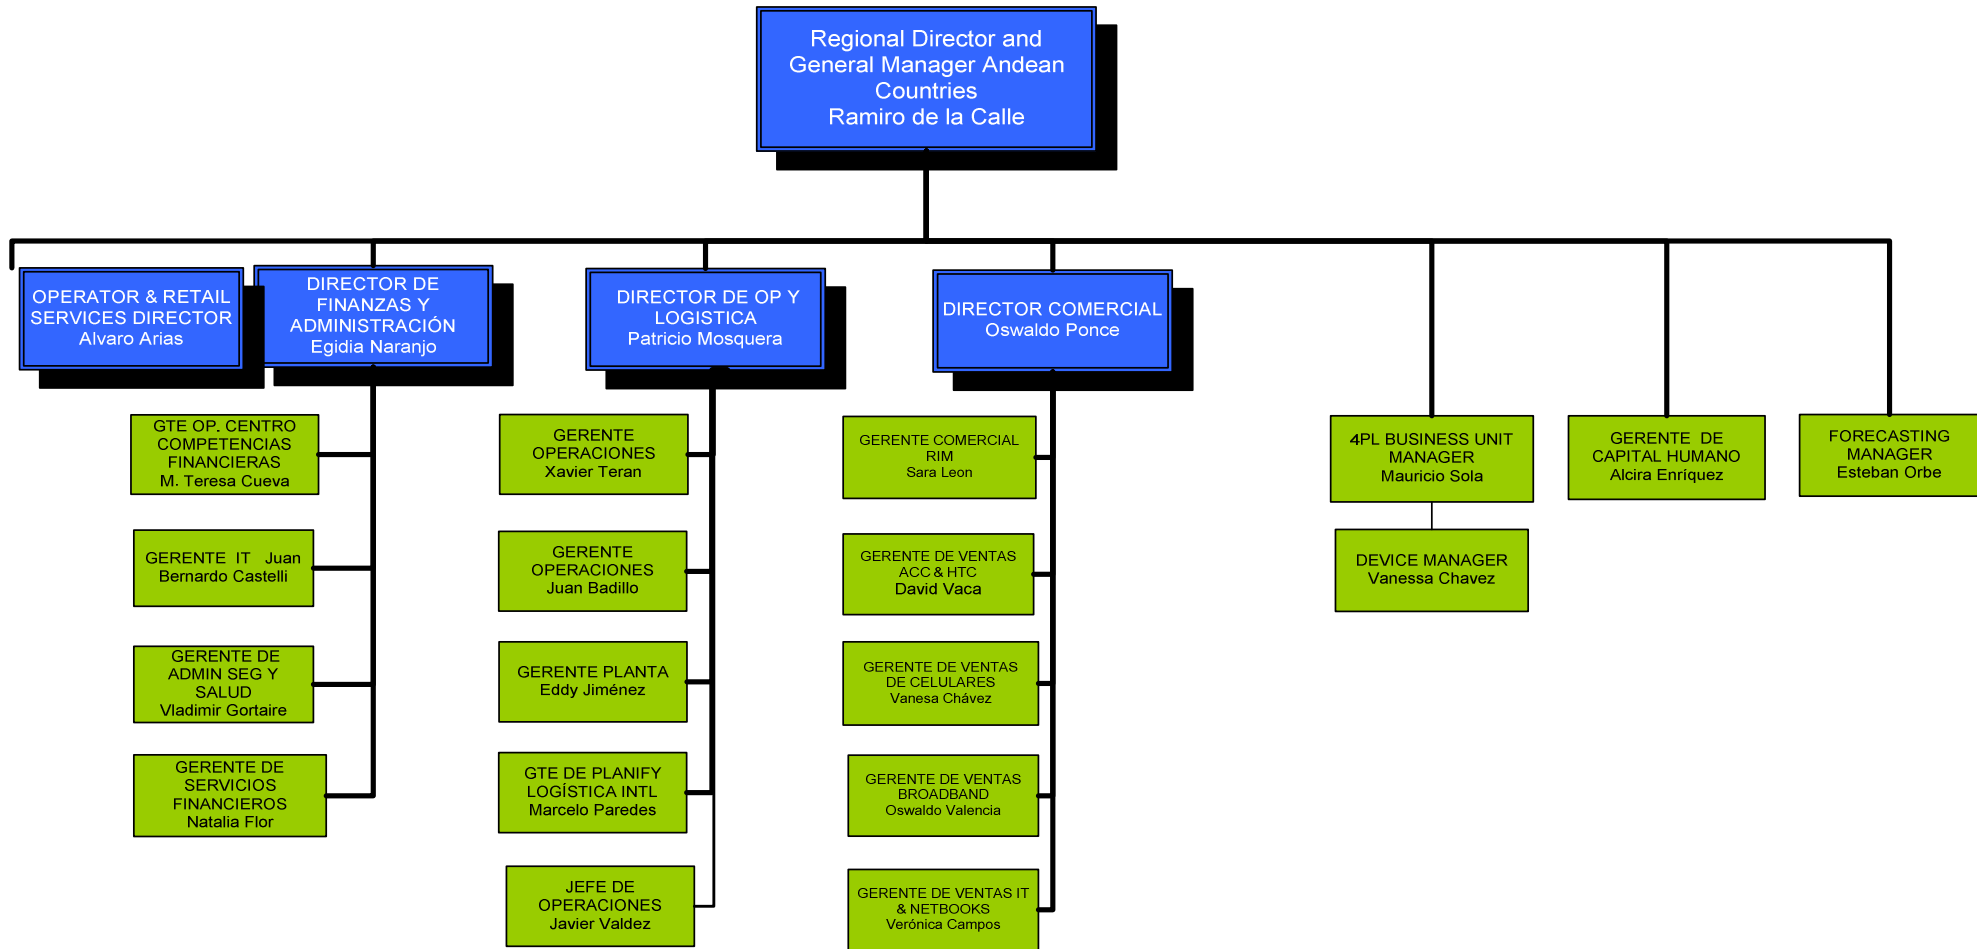 Regional Director and
General Manager Andean
Countries
Ramiro de la Calle
OPERATOR & RETAIL
SERVICES DIRECTOR
Alvaro Arias
DIRECTOR DE
FINANZAS Y
ADMINISTRACIÓN
Egidia Naranjo
DIRECTOR DE OP Y
LOGISTICA
Patricio Mosquera
DIRECTOR COMERCIAL
Oswaldo Ponce
GTE OP. CENTRO
COMPETENCIAS
FINANCIERAS
M. Teresa Cueva
GERENTE IT Juan
Bernardo Castelli
GERENTE DE
ADMIN SEG Y
SALUD
Vladimir Gortaire
GERENTE DE
SERVICIOS
FINANCIEROS
Natalia Flor
GERENTE
OPERACIONES
Xavier Teran
GERENTE
OPERACIONES
Juan Badillo
GERENTE PLANTA
Eddy Jiménez
GTE DE PLANIFY
LOGÍSTICA INTL
Marcelo Paredes
JEFE DE
OPERACIONES
Javier Valdez
GERENTE COMERCIAL
RIM
Sara Leon
GERENTE DE VENTAS
ACC & HTC
David Vaca
GERENTE DE VENTAS
DE CELULARES
Vanesa Chávez
GERENTE DE VENTAS
BROADBAND
Oswaldo Valencia
GERENTE DE VENTAS IT
& NETBOOKS
Verónica Campos
4PL BUSINESS UNIT
MANAGER
Mauricio Sola
DEVICE MANAGER
Vanessa Chavez
GERENTE DE
CAPITAL HUMANO
Alcira Enríquez
FORECASTING
MANAGER
Esteban Orbe